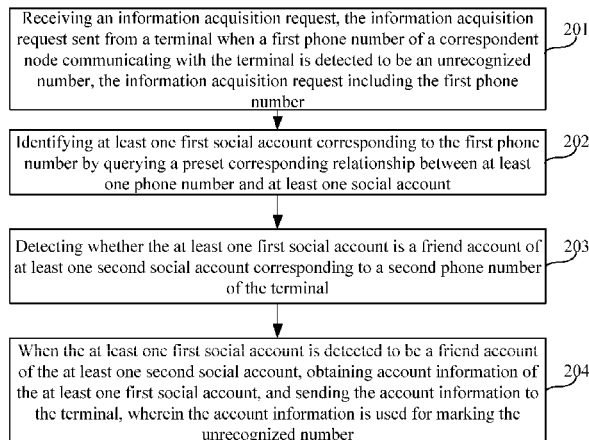 Receiving an information acquisition request, the information acquisition
request sent from a terminal when a first phone number of a correspondent
node communicating with the terminal is detected to be an unrecognized
number, the information acquisition request including the first phone
number
201
Identifying at least one first social account corresponding to the first phone
number by querying a preset corresponding relationship between at least
one phone number and at least one social account
202
Detecting whether the at least one first social account is a friend account of
at least one second social account corresponding to a second phone number
of the terminal
203
When the at least one first social account is detected to be a friend account
of the at least one second social account, obtaining account information of
the at least one first social account, and sending the account information to
the terminal, wherein the account information is used for marking the
unrecognized number
204